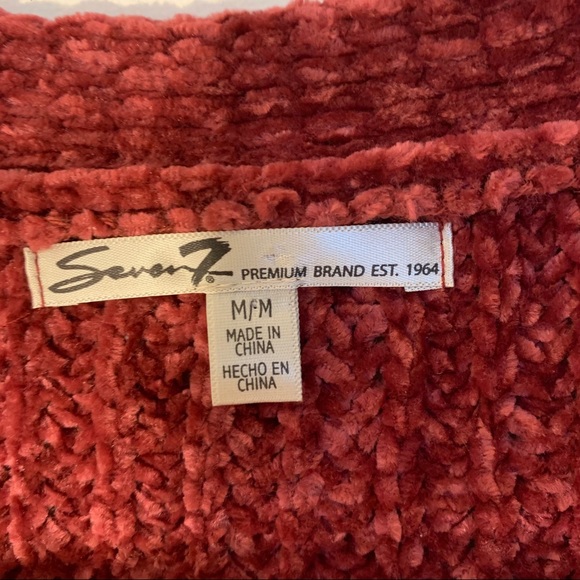 Seven7® PREMIUM BRAND EST. 1964
M/M
MADE IN
CHINA
HECHO EN
CHINA